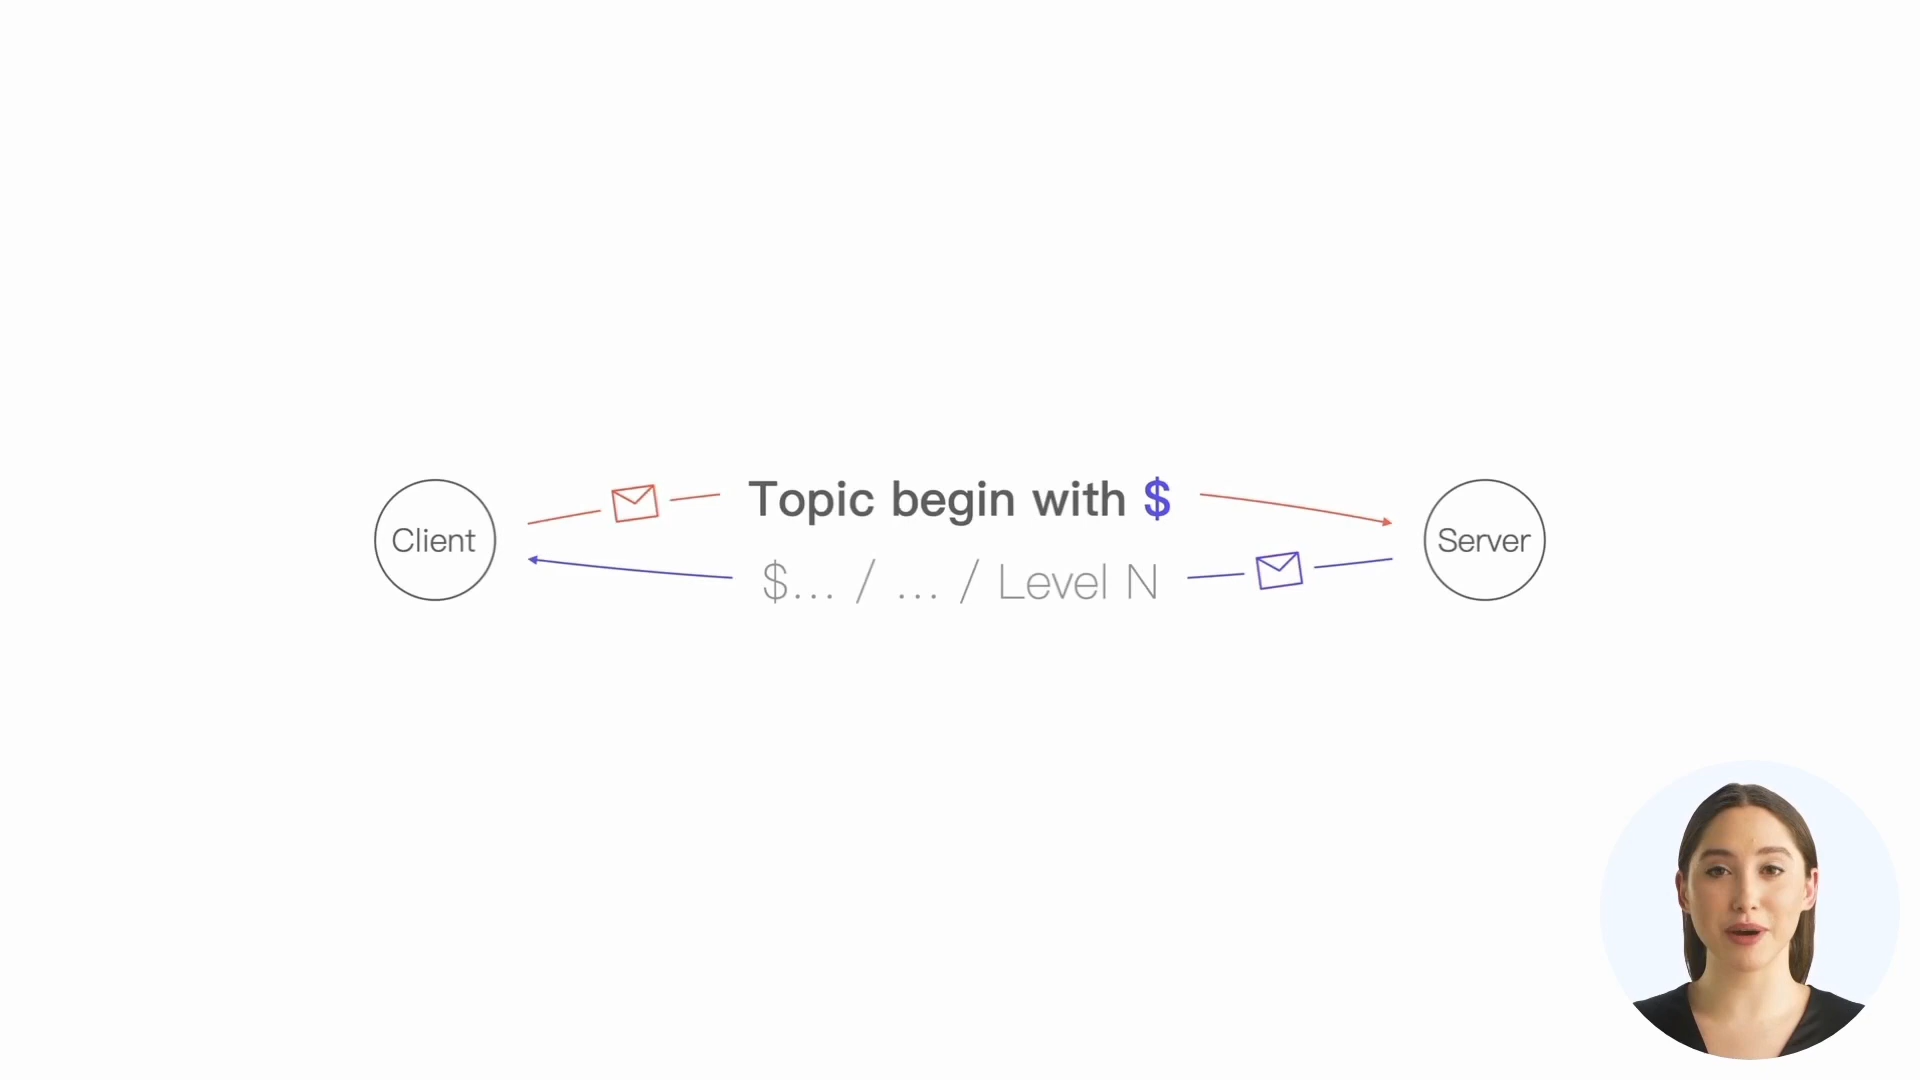 Client
Topic begin with $
$... / ... / Level N
Server